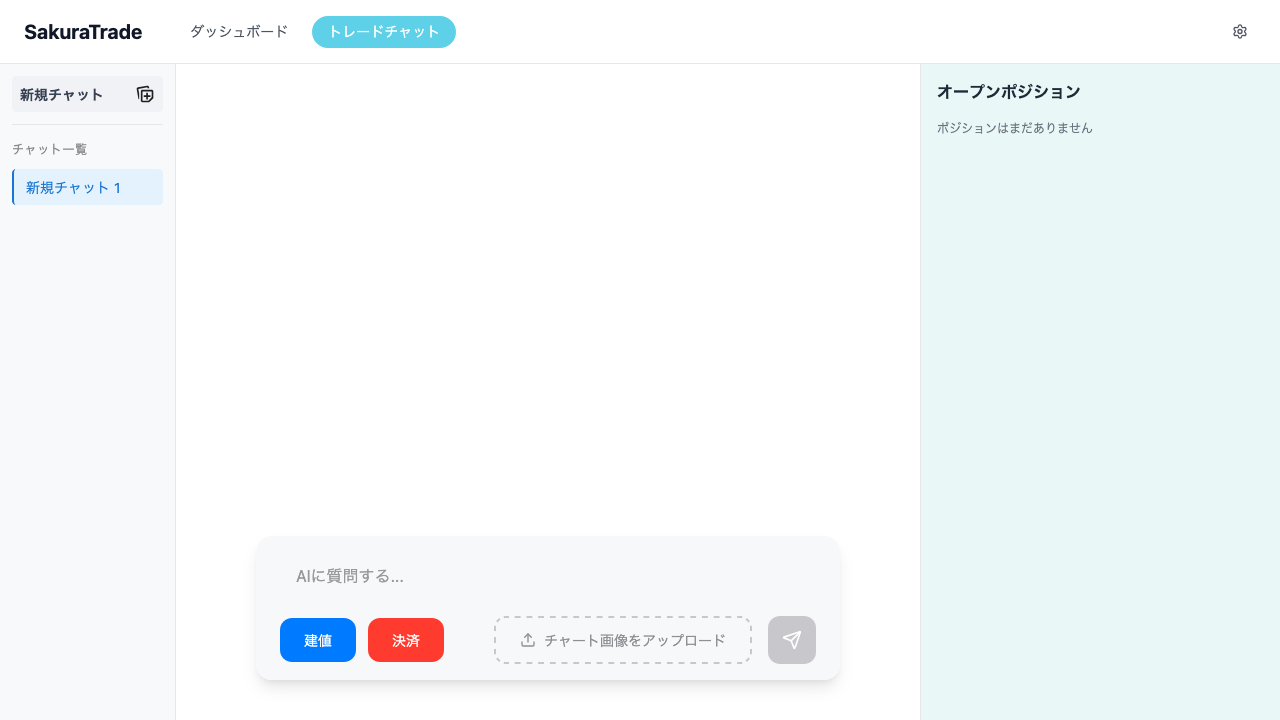 SakuraTrade
ダッシュボード
トレードチャット
新規チャット
チャット一覧
新規チャット 1
AIに質問する...
建値
決済
チャート画像をアップロード
オープンポジション
ポジションはまだありません